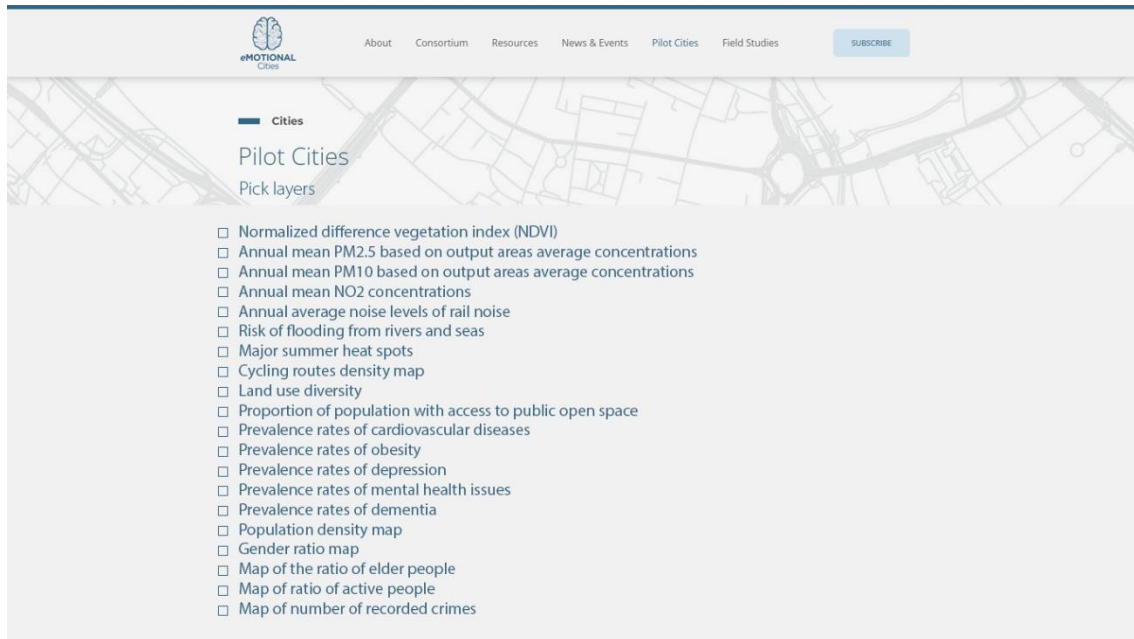 eMOTIONAL
Cities
About Consortium Resources News & Events Pilot Cities Field Studies SUBSCRIBE
Cities
Pilot Cities
Pick layers
Normalized difference vegetation index (NDVI)
Annual mean PM2.5 based on output areas average concentrations
Annual mean PM10 based on output areas average concentrations
Annual mean NO2 concentrations
Annual average noise levels of rail noise
Risk of flooding from rivers and seas
Major summer heat spots
Cycling routes density map
Land use diversity
Proportion of population with access to public open space
Prevalence rates of cardiovascular diseases
Prevalence rates of obesity
Prevalence rates of depression
Prevalence rates of mental health issues
Prevalence rates of dementia
Population density map
Gender ratio map
Map of the ratio of elder people
Map of ratio of active people
Map of number of recorded crimes